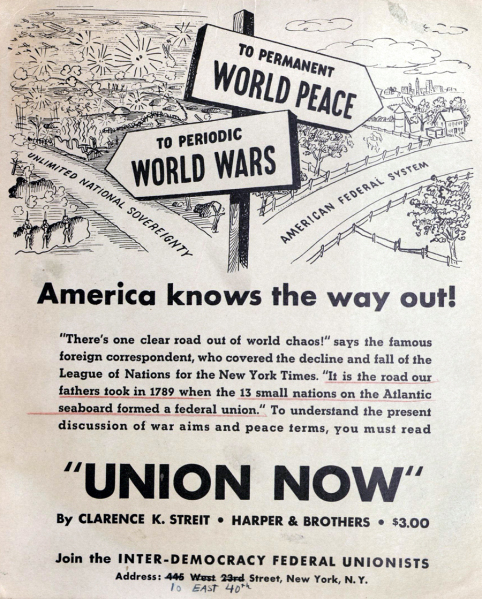 TO PERMANENT
WORLD PEACE
TO PERIODIC
WORLD WARS
UNLIMITED NATIONAL SOVEREIGNTY
AMERICAN FEDERAL SYSTEM
America knows the way out!
"There's one clear road out of world chaos!" says the famous
foreign correspondent, who covered the decline and fall of the
League of Nations for the New York Times. "It is the road our
fathers took in 1789 when the 13 small nations on the Atlantic
seaboard formed a federal union." To understand the present
discussion of war aims and peace terms, you must read
"UNION NOW"
By CLARENCE K. STREIT • HARPER & BROTHERS • $3.00
Join the INTER-DEMOCRACY FEDERAL UNIONISTS
Address: 445 West 23rd Street, New York, N. Y.
10 EAST 40th